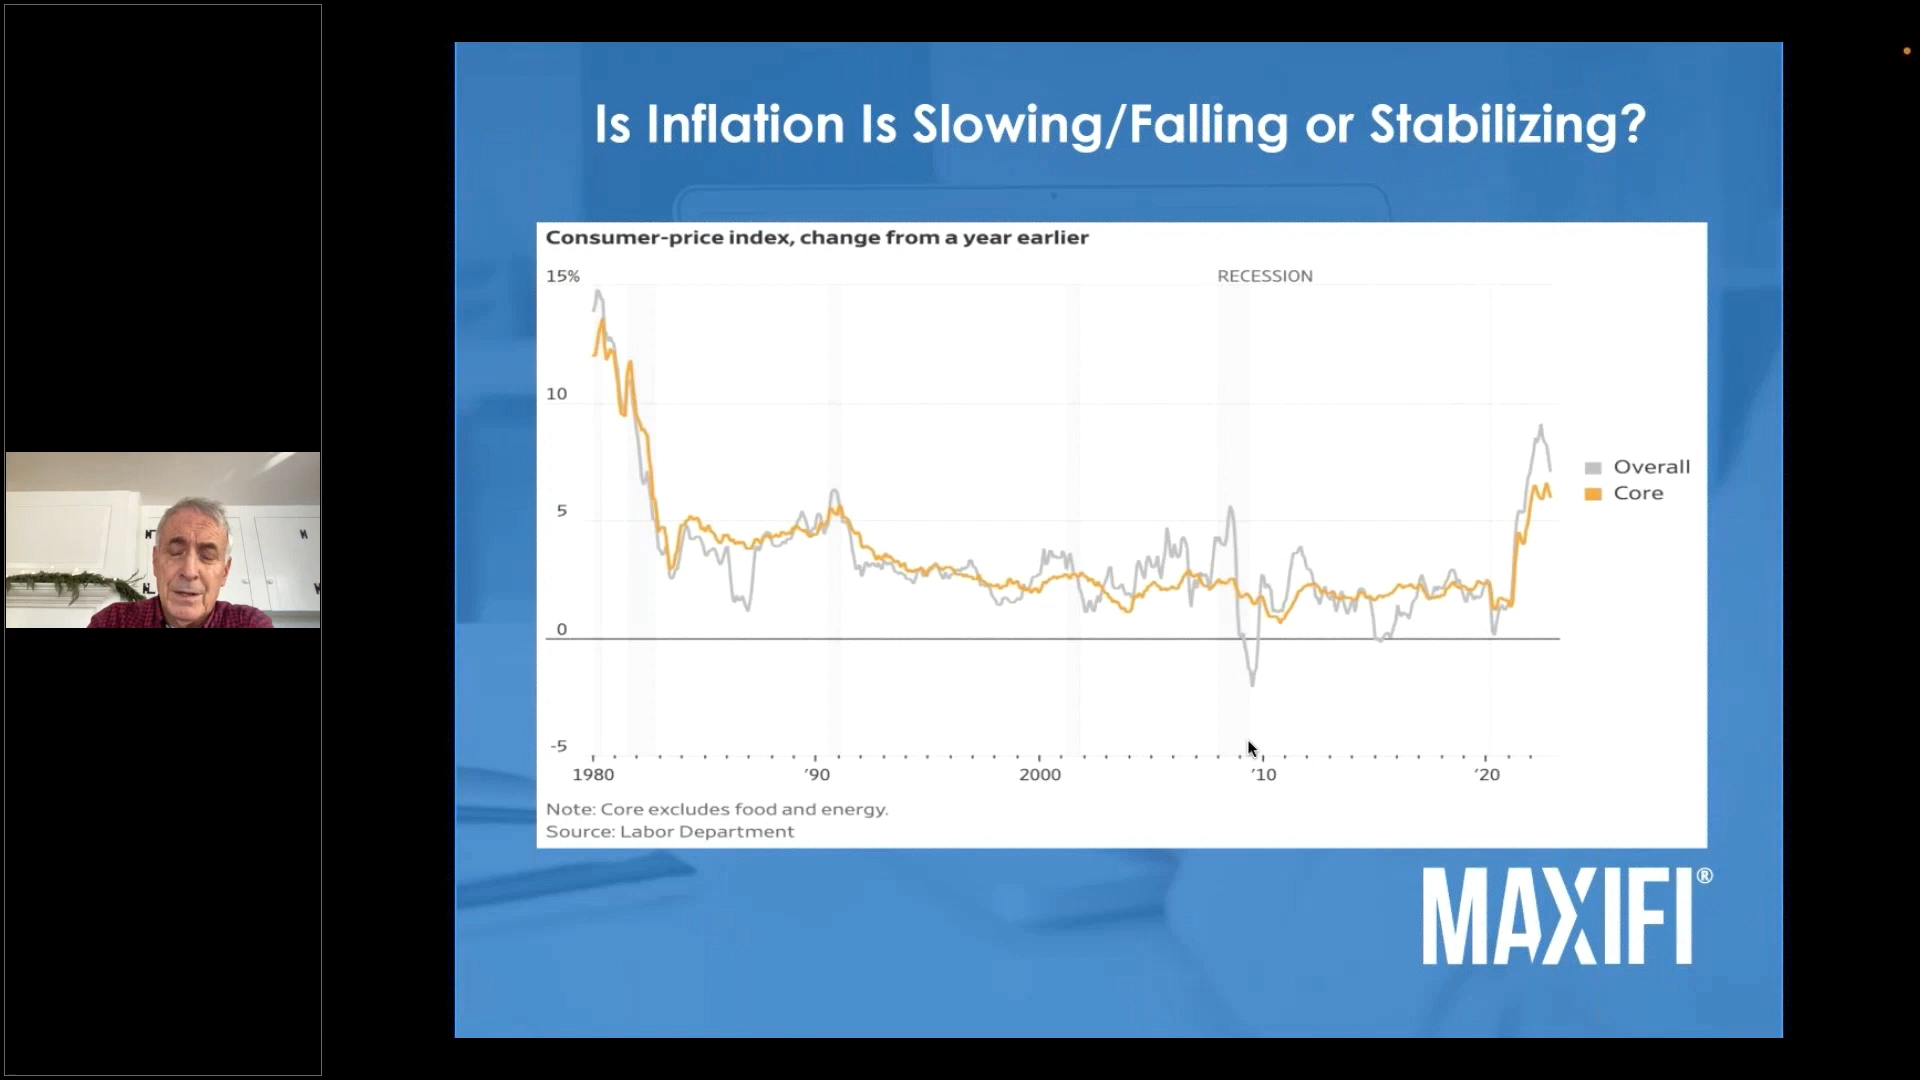 Is Inflation Is Slowing/Falling or Stabilizing?
Consumer-price index, change from a year earlier
15%
RECESSION
10
5
0
-5
1980 '90 2000 '10 '20
Overall
Core
Note: Core excludes food and energy.
Source: Labor Department
MAXIFI®